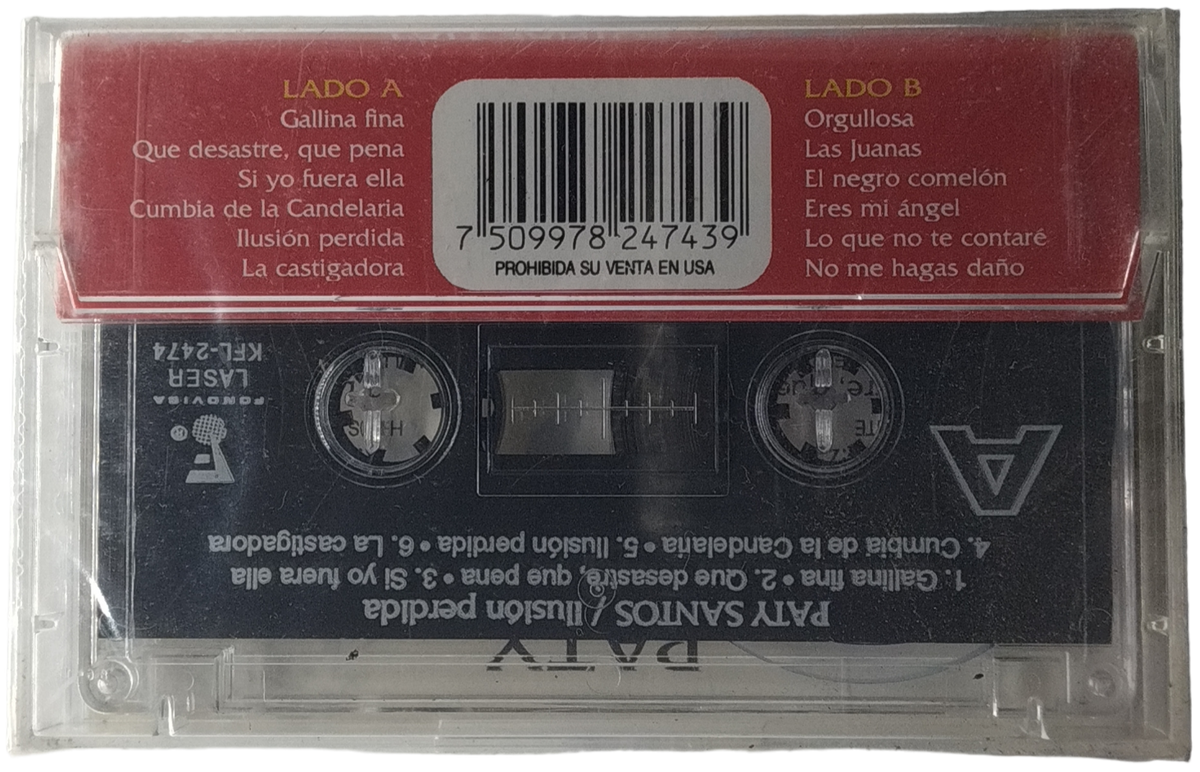 LADO A
Gallina fina
Que desastre, que pena
Si yo fuera ella
Cumbia de la Candelaria
Ilusión perdida
La castigadora
7 509978 247439
PROHIBIDA SU VENTA EN USA
LADO B
Orgullosa
Las Juanas
El negro comelón
Eres mi ángel
Lo que no te contaré
No me hagas daño
PATY SANTOS / Ilusión perdida
1. Gallina fina • 2. Que desastre, que pena • 3. Si yo fuera ella
4. Cumbia de la Candelaria • 5. Ilusión perdida • 6. La castigadora
A
FONOVISA
LASER
KFL-2474
PATY